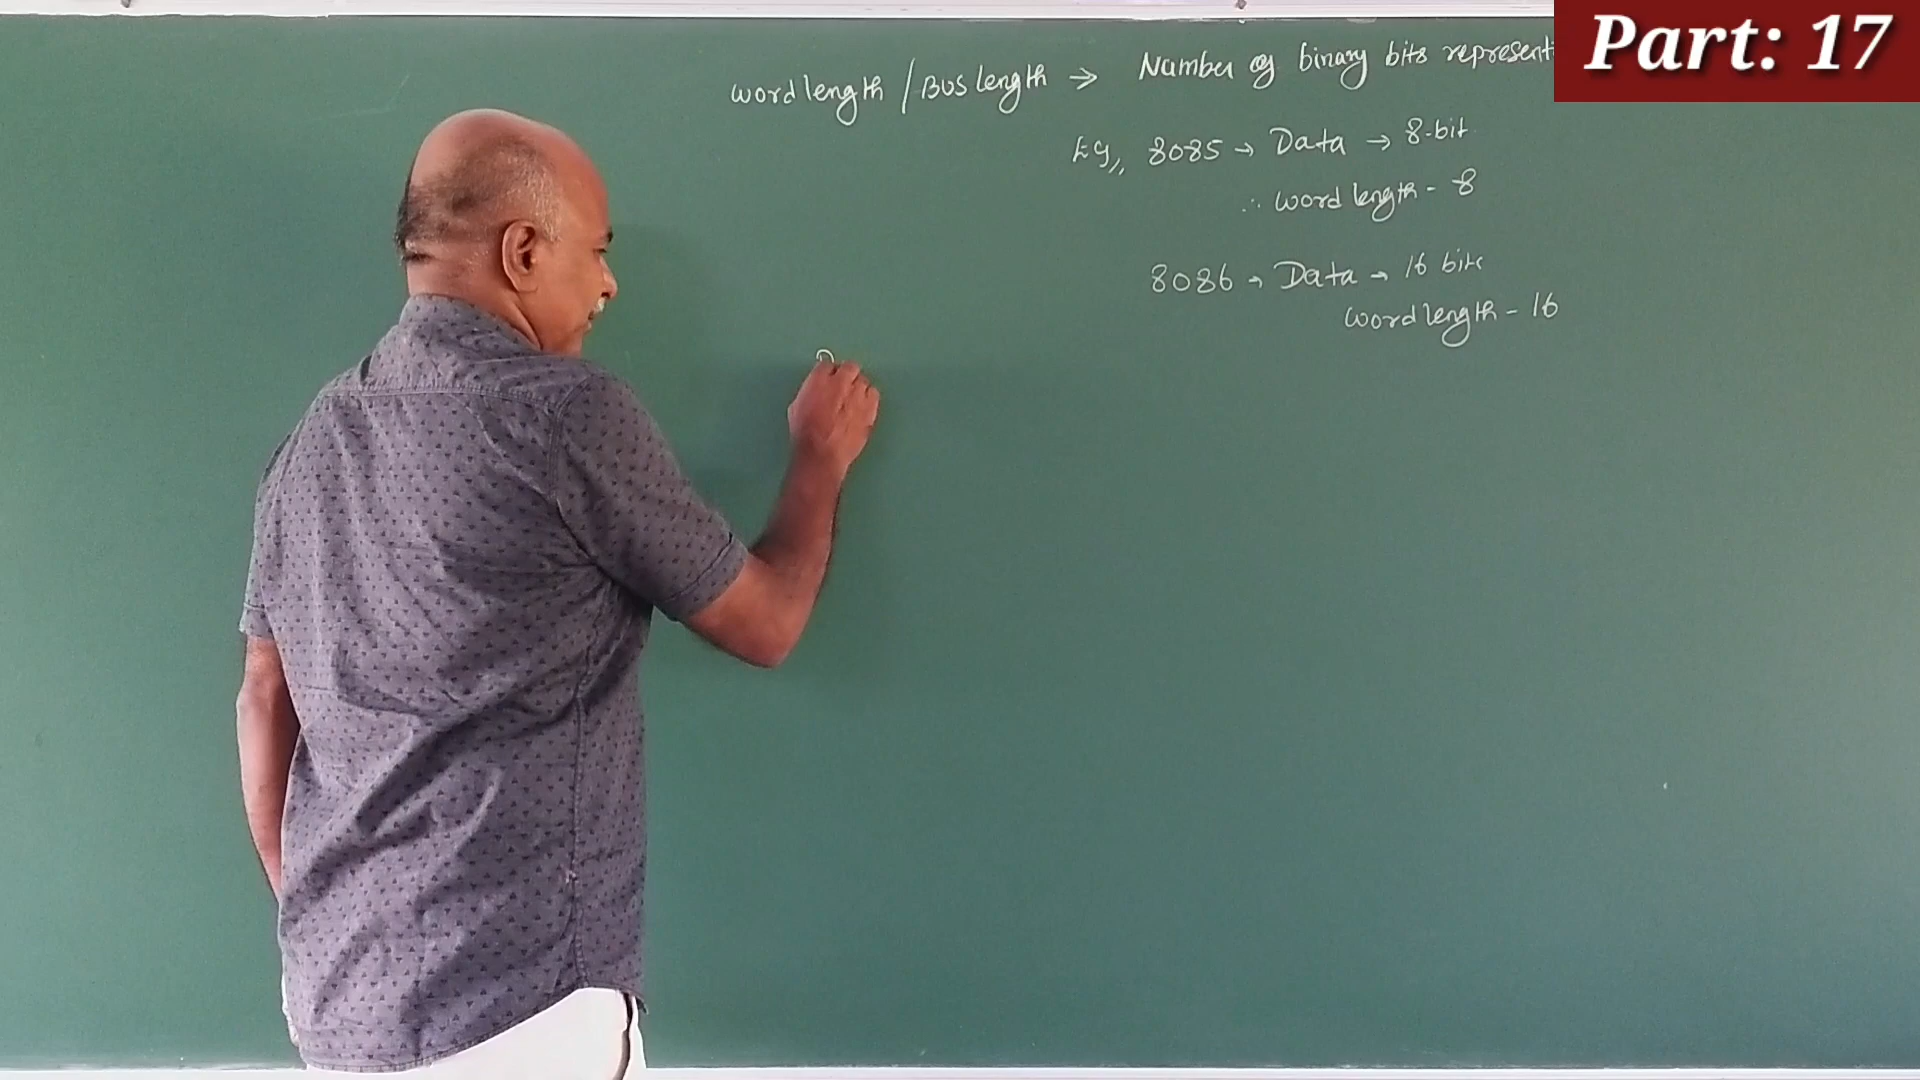 Part: 17
Word length / Bus length → Number of binary bits represent
Eg,, 8085 → Data → 8-bit
∴ word length - 8
8086 → Data → 16 bits
word length - 16